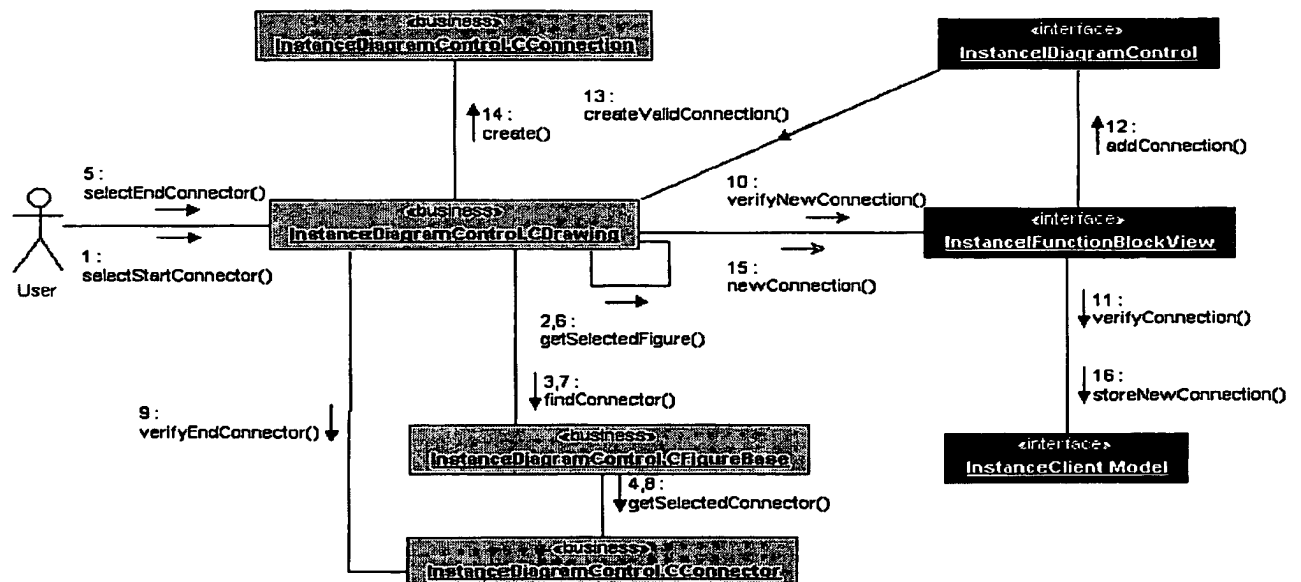 «business»
InstanceDiagramControl.CConnection
«interface»
InstanceIDiagramControl
14 :
create()
13 :
createValidConnection()
12 :
addConnection()
5 :
selectEndConnector()
«business»
InstanceDiagramControl.CDrawing
10 :
verifyNewConnection()
«interface»
InstanceIFunctionBlockView
1 :
selectStartConnector()
User
15 :
newConnection()
2,6 :
getSelectedFigure()
11 :
verifyConnection()
3,7 :
findConnector()
16 :
storeNewConnection()
9 :
verifyEndConnector()
«business»
InstanceDiagramControl.CFigureBase
«interface»
InstanceClient Model
4,8 :
getSelectedConnector()
«business»
InstanceDiagramControl.CConnector